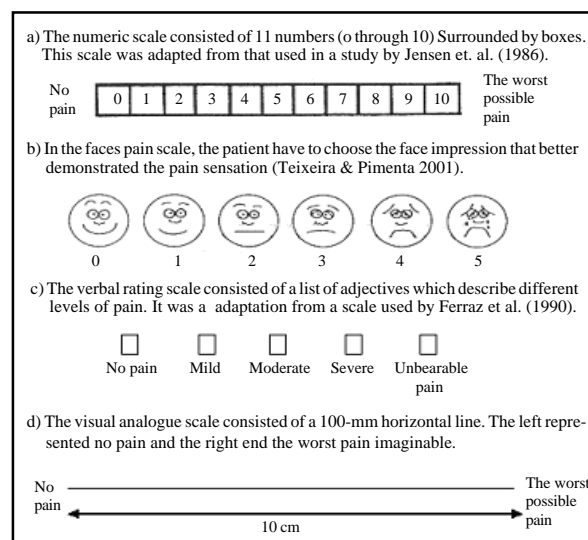 a) The numeric scale consisted of 11 numbers (o through 10) Surrounded by boxes.
This scale was adapted from that used in a study by Jensen et. al. (1986).
No
pain
0 1 2 3 4 5 6 7 8 9 10
The worst
possible
pain
b) In the faces pain scale, the patient have to choose the face impression that better
demonstrated the pain sensation (Teixeira & Pimenta 2001).
0 1 2 3 4 5
c) The verbal rating scale consisted of a list of adjectives which describe different
levels of pain. It was a adaptation from a scale used by Ferraz et al. (1990).
No pain Mild Moderate Severe Unbearable
pain
d) The visual analogue scale consisted of a 100-mm horizontal line. The left repre-
sented no pain and the right end the worst pain imaginable.
No
pain
The worst
possible
pain
10 cm